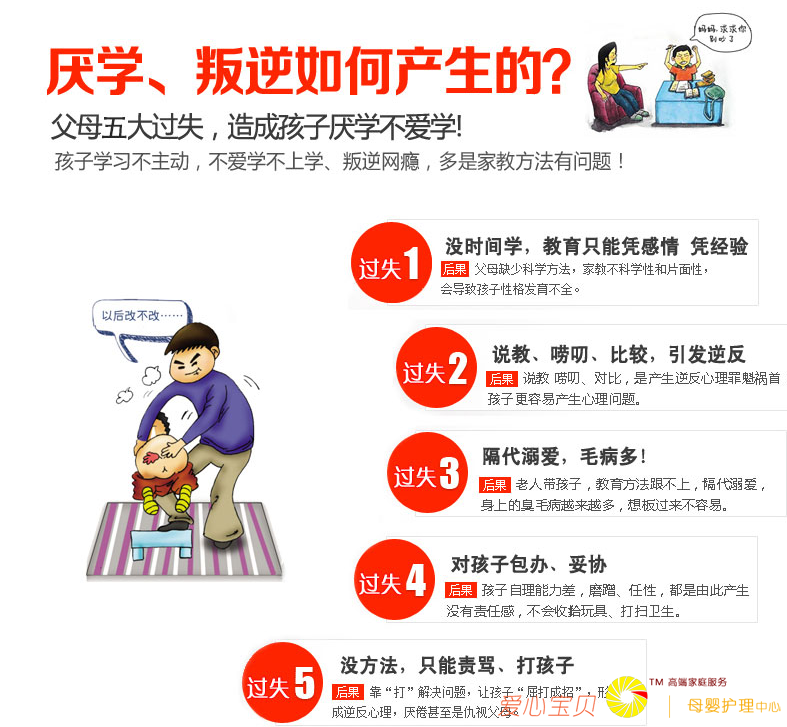 妈妈,求求你
别吵了
厌学、叛逆如何产生的?
父母五大过失，造成孩子厌学不爱学!
孩子学习不主动，不爱学不上学、叛逆网瘾，多是家教方法有问题！
过失1
没时间学，教育只能凭感情 凭经验
后果 父母缺少科学方法，家教不科学性和片面性，
会导致孩子性格发育不全。
以后改不改……
过失2
说教、唠叨、比较，引发逆反
后果 说教 唠叨、对比，是产生逆反心理罪魁祸首
孩子更容易产生心理问题。
过失3
隔代溺爱，毛病多！
后果 老人带孩子，教育方法跟不上，隔代溺爱，
身上的臭毛病越来越多，想板过来不容易。
过失4
对孩子包办、妥协
后果 孩子自理能力差，磨蹭、任性，都是由此产生
没有责任感，不会收拾玩具、打扫卫生。
过失5
没方法，只能责骂、打孩子
后果 靠“打”解决问题，让孩子“屈打成招”，形
成逆反心理，厌倦甚至是仇视父母。
爱心宝贝
TM 高端家庭服务
母婴护理中心